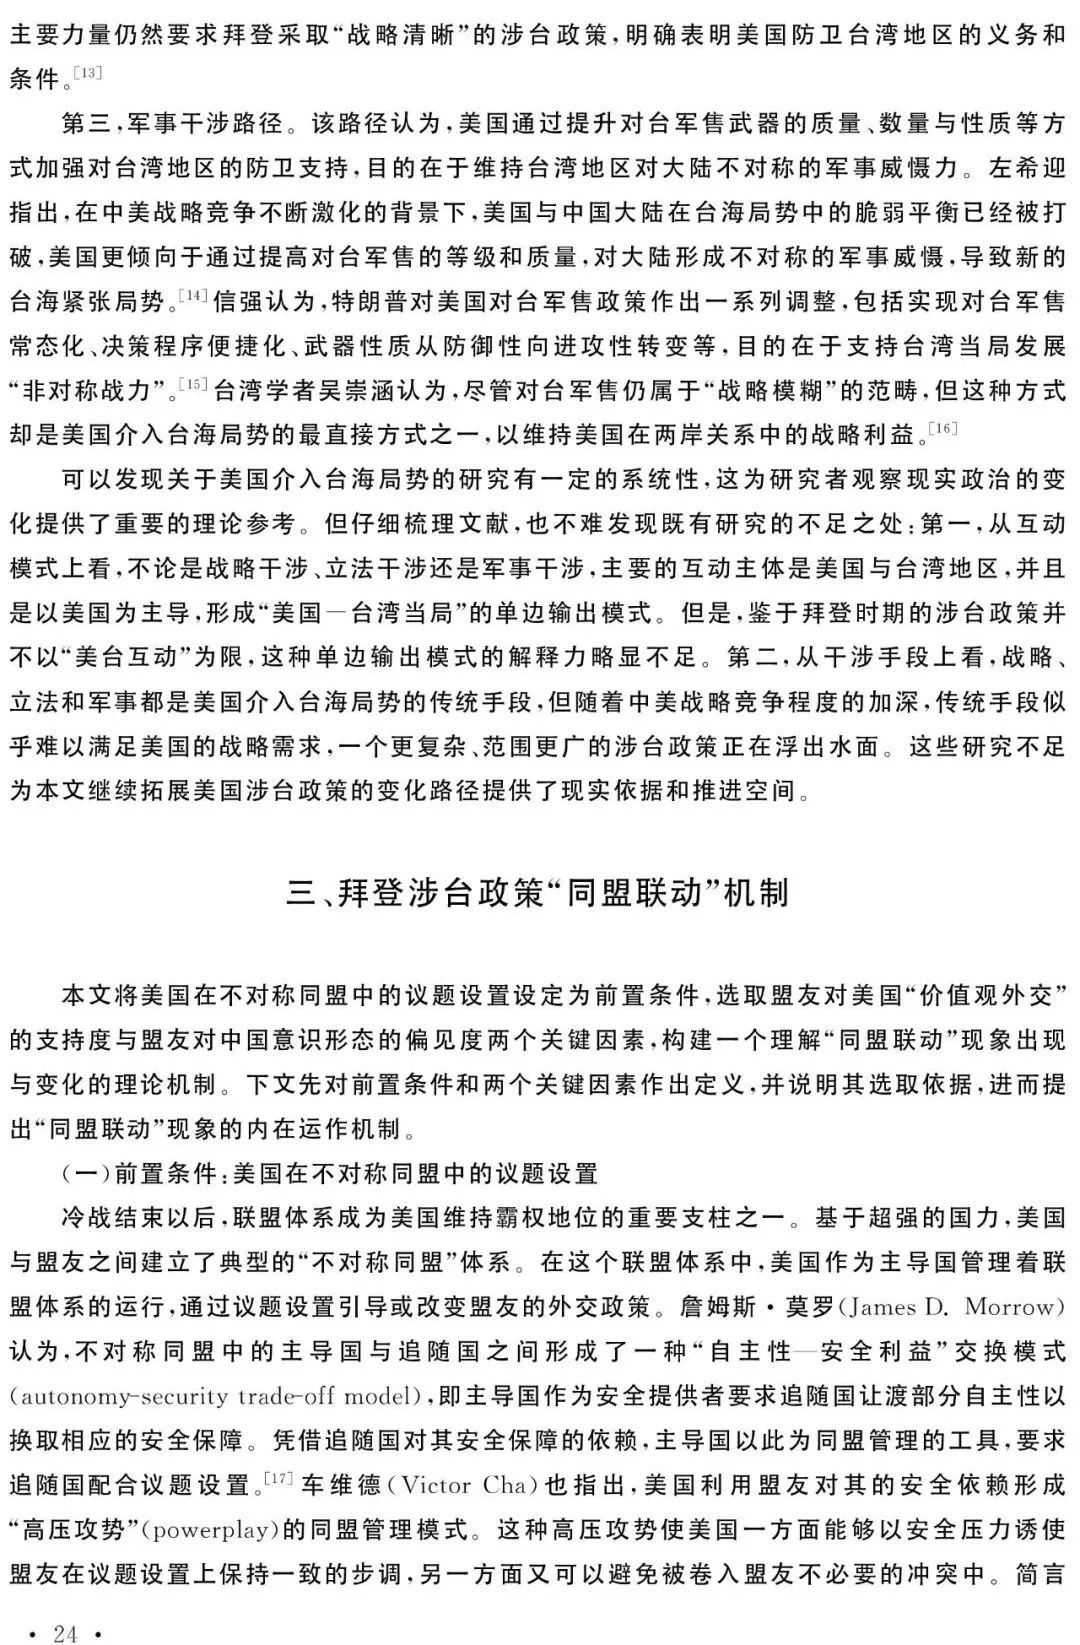 主要力量仍然要求拜登采取“战略清晰”的涉台政策,明确表明美国防卫台湾地区的义务和
条件。[13]
第三,军事干涉路径。该路径认为,美国通过提升对台军售武器的质量、数量与性质等方
式加强对台湾地区的防卫支持,目的在于维持台湾地区对大陆不对称的军事威慑力。左希迎
指出,在中美战略竞争不断激化的背景下,美国与中国大陆在台海局势中的脆弱平衡已经被打
破,美国更倾向于通过提高对台军售的等级和质量,对大陆形成不对称的军事威慑,导致新的
台海紧张局势。[14]信强认为,特朗普对美国对台军售政策作出一系列调整,包括实现对台军售
常态化、决策程序便捷化、武器性质从防御性向进攻性转变等,目的在于支持台湾当局发展
“非对称战力”。[15]台湾学者吴崇涵认为,尽管对台军售仍属于“战略模糊”的范畴,但这种方式
却是美国介入台海局势的最直接方式之一,以维持美国在两岸关系中的战略利益。[16]
可以发现关于美国介入台海局势的研究有一定的系统性,这为研究者观察现实政治的变
化提供了重要的理论参考。但仔细梳理文献,也不难发现既有研究的不足之处:第一,从互动
模式上看,不论是战略干涉、立法干涉还是军事干涉,主要的互动主体是美国与台湾地区,并且
是以美国为主导,形成“美国—台湾当局”的单边输出模式。但是,鉴于拜登时期的涉台政策并
不以“美台互动”为限,这种单边输出模式的解释力略显不足。第二,从干涉手段上看,战略、
立法和军事都是美国介入台海局势的传统手段,但随着中美战略竞争程度的加深,传统手段似
乎难以满足美国的战略需求,一个更复杂、范围更广的涉台政策正在浮出水面。这些研究不足
为本文继续拓展美国涉台政策的变化路径提供了现实依据和推进空间。
三、拜登涉台政策“同盟联动”机制
本文将美国在不对称同盟中的议题设置设定为前置条件,选取盟友对美国“价值观外交”
的支持度与盟友对中国意识形态的偏见度两个关键因素,构建一个理解“同盟联动”现象出现
与变化的理论机制。下文先对前置条件和两个关键因素作出定义,并说明其选取依据,进而提
出“同盟联动”现象的内在运作机制。
(一)前置条件:美国在不对称同盟中的议题设置
冷战结束以后,联盟体系成为美国维持霸权地位的重要支柱之一。基于超强的国力,美国
与盟友之间建立了典型的“不对称同盟”体系。在这个联盟体系中,美国作为主导国管理着联
盟体系的运行,通过议题设置引导或改变盟友的外交政策。詹姆斯·莫罗(James D. Morrow)
认为,不对称同盟中的主导国与追随国之间形成了一种“自主性—安全利益”交换模式
(autonomy-security trade-off model),即主导国作为安全提供者要求追随国让渡部分自主性以
换取相应的安全保障。凭借追随国对其安全保障的依赖,主导国以此为同盟管理的工具,要求
追随国配合议题设置。[17]车维德(Victor Cha)也指出,美国利用盟友对其的安全依赖形成
“高压攻势”(powerplay)的同盟管理模式。这种高压攻势使美国一方面能够以安全压力诱使
盟友在议题设置上保持一致的步调,另一方面又可以避免被卷入盟友不必要的冲突中。简言
· 24 ·